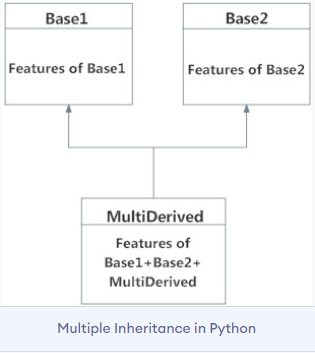 Base1
Base2
Features of Base1
Features of Base2
MultiDerived
Features of
Base1+Base2+
MultiDerived
Multiple Inheritance in Python